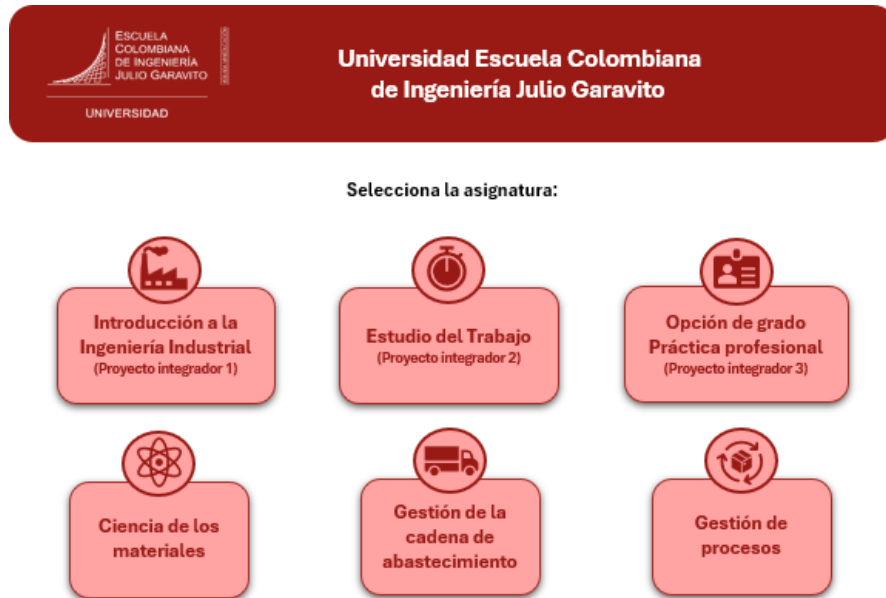 ESCUELA
COLOMBIANA
DE INGENIERÍA
JULIO GARAVITO
UNIVERSIDAD
Universidad Escuela Colombiana
de Ingeniería Julio Garavito
Selecciona la asignatura:
Introducción a la
Ingeniería Industrial
(Proyecto integrador 1)
Estudio del Trabajo
(Proyecto integrador 2)
Opción de grado
Práctica profesional
(Proyecto integrador 3)
Ciencia de los
materiales
Gestión de la
cadena de
abastecimiento
Gestión de
procesos